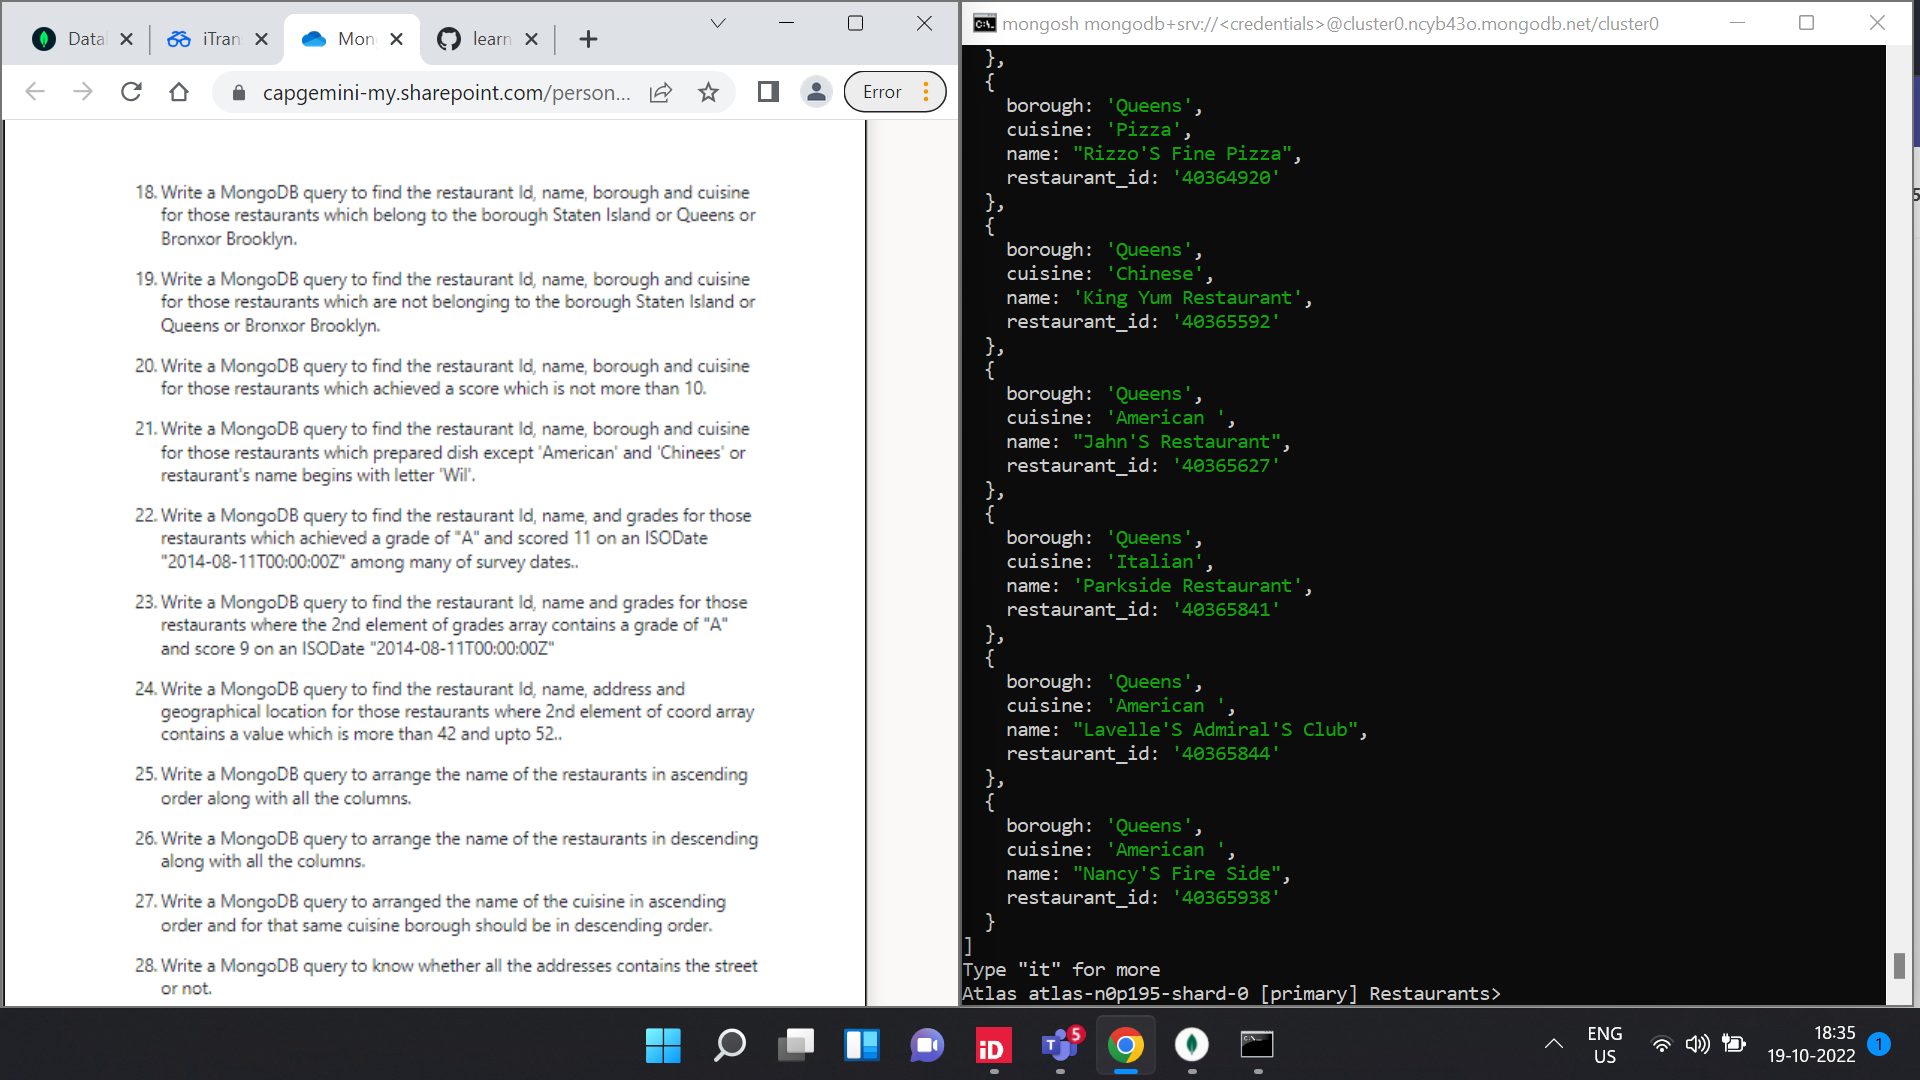 Data
iTran
Mon
learn
capgemini-my.sharepoint.com/person...
Error
18. Write a MongoDB query to find the restaurant Id, name, borough and cuisine
for those restaurants which belong to the borough Staten Island or Queens or
Bronxor Brooklyn.
19. Write a MongoDB query to find the restaurant Id, name, borough and cuisine
for those restaurants which are not belonging to the borough Staten Island or
Queens or Bronxor Brooklyn.
20. Write a MongoDB query to find the restaurant Id, name, borough and cuisine
for those restaurants which achieved a score which is not more than 10.
21. Write a MongoDB query to find the restaurant Id, name, borough and cuisine
for those restaurants which prepared dish except 'American' and 'Chinees' or
restaurant's name begins with letter 'Wil'.
22. Write a MongoDB query to find the restaurant Id, name, and grades for those
restaurants which achieved a grade of "A" and scored 11 on an ISODate
"2014-08-11T00:00:00Z" among many of survey dates..
23. Write a MongoDB query to find the restaurant Id, name and grades for those
restaurants where the 2nd element of grades array contains a grade of "A"
and score 9 on an ISODate "2014-08-11T00:00:00Z"
24. Write a MongoDB query to find the restaurant Id, name, address and
geographical location for those restaurants where 2nd element of coord array
contains a value which is more than 42 and upto 52..
25. Write a MongoDB query to arrange the name of the restaurants in ascending
order along with all the columns.
26. Write a MongoDB query to arrange the name of the restaurants in descending
along with all the columns.
27. Write a MongoDB query to arranged the name of the cuisine in ascending
order and for that same cuisine borough should be in descending order.
28. Write a MongoDB query to know whether all the addresses contains the street
or not.
mongosh mongodb+srv://<credentials>@cluster0.ncyb43o.mongodb.net/cluster0
},
{
borough: 'Queens',
cuisine: 'Pizza',
name: "Rizzo'S Fine Pizza",
restaurant_id: '40364920'
},
{
borough: 'Queens',
cuisine: 'Chinese',
name: 'King Yum Restaurant',
restaurant_id: '40365592'
},
{
borough: 'Queens',
cuisine: 'American ',
name: "Jahn'S Restaurant",
restaurant_id: '40365627'
},
{
borough: 'Queens',
cuisine: 'Italian',
name: 'Parkside Restaurant',
restaurant_id: '40365841'
},
{
borough: 'Queens',
cuisine: 'American ',
name: "Lavelle'S Admiral'S Club",
restaurant_id: '40365844'
},
{
borough: 'Queens',
cuisine: 'American ',
name: "Nancy'S Fire Side",
restaurant_id: '40365938'
}
]
Type "it" for more
Atlas atlas-n0p195-shard-0 [primary] Restaurants>
5
iD
T
5
ENG
US
18:35
19-10-2022
1